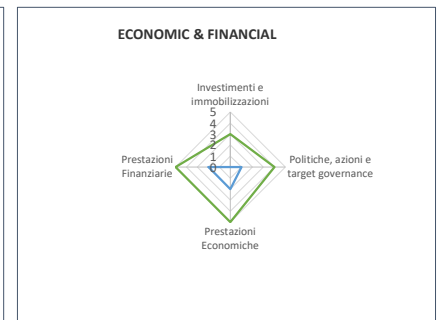 ECONOMIC & FINANCIAL
Investimenti e
immobilizzazioni
5
4
3
2
1
0
Prestazioni
Finanziarie
Politiche, azioni e
target governance
Prestazioni
Economiche